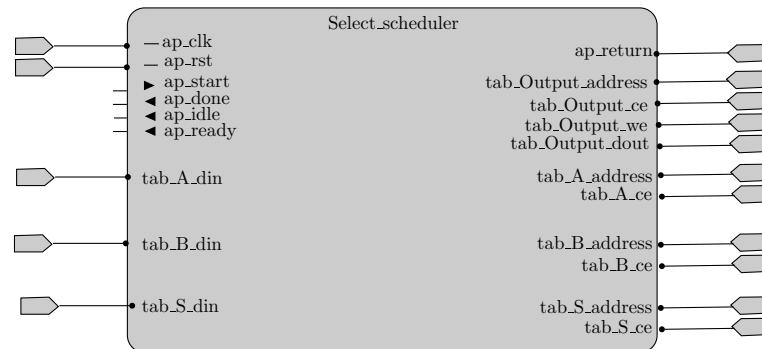 Select_scheduler
ap_clk
ap_rst
ap_start
ap_done
ap_idle
ap_ready
tab_A_din
tab_B_din
tab_S_din
ap_return
tab_Output_address
tab_Output_ce
tab_Output_we
tab_Output_dout
tab_A_address
tab_A_ce
tab_B_address
tab_B_ce
tab_S_address
tab_S_ce